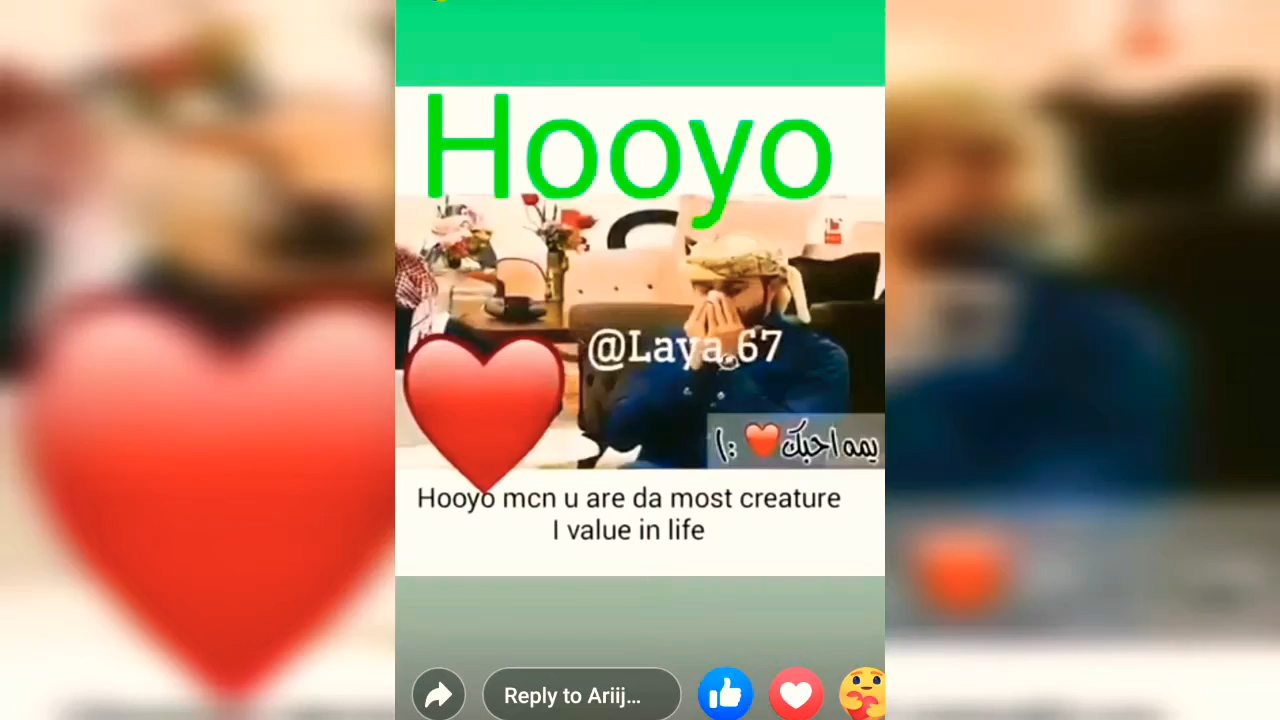 Hooyo
@Laya.67
يمه احبك❤️ :)
Hooyo mcn u are da most creature
I value in life
Reply to Ariij...